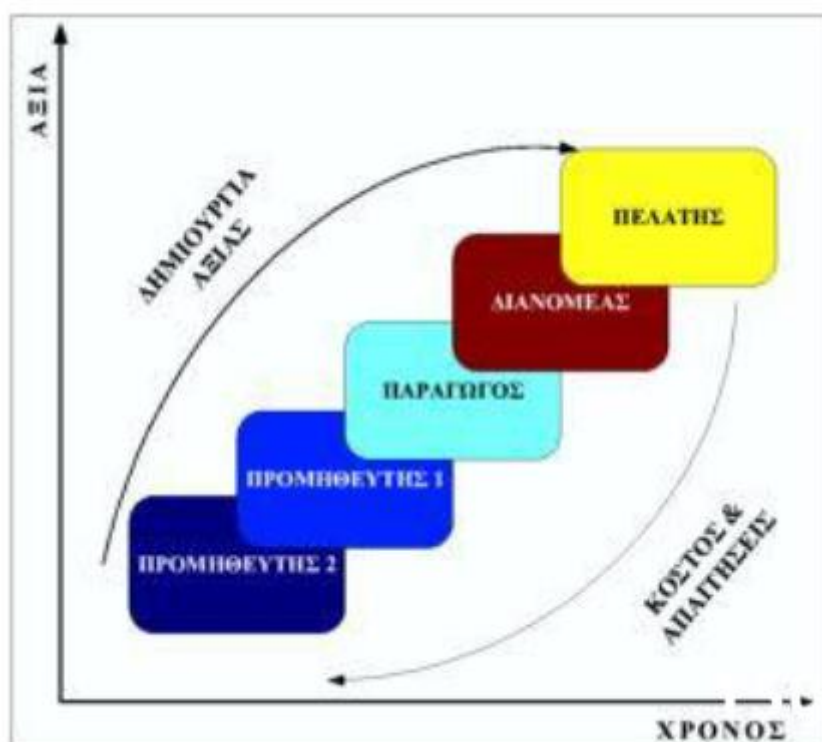 ΑΞΙΑ
ΔΗΜΙΟΥΡΓΙΑ
ΑΞΙΑΣ
ΠΕΛΑΤΗΣ
ΔΙΑΝΟΜΕΑΣ
ΠΑΡΑΓΩΓΟΣ
ΠΡΟΜΗΘΕΥΤΗΣ 1
ΠΡΟΜΗΘΕΥΤΗΣ 2
ΚΟΣΤΟΣ &
ΑΠΑΙΤΗΣΕΙΣ
ΧΡΟΝΟΣ